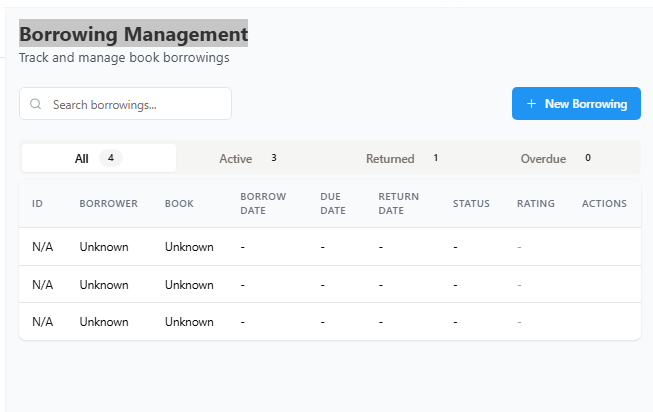 Borrowing Management
Track and manage book borrowings
Search borrowings...
+ New Borrowing
All 4 Active 3 Returned 1 Overdue 0
ID BORROWER BOOK BORROW DATE DUE DATE RETURN DATE STATUS RATING ACTIONS
N/A Unknown Unknown - - - - -
N/A Unknown Unknown - - - - -
N/A Unknown Unknown - - - - -